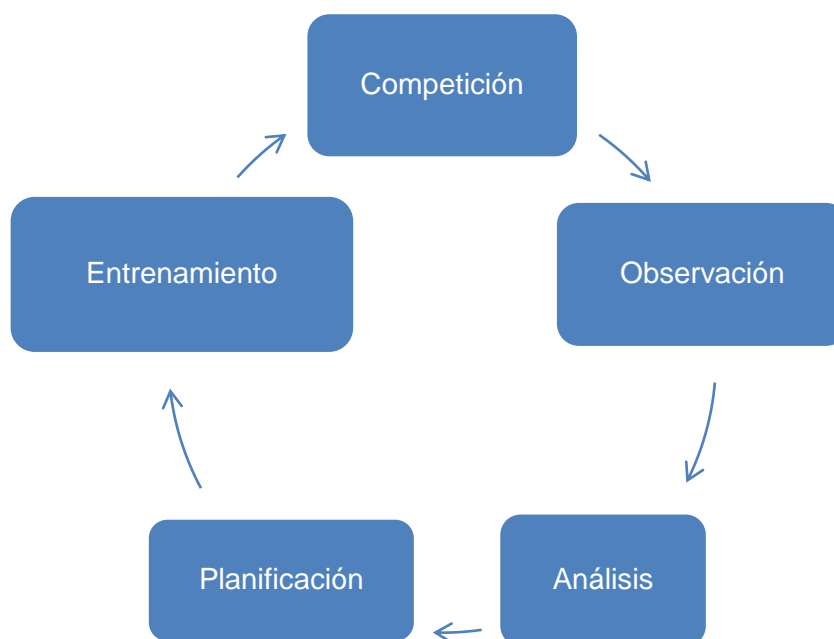 Competición
Observación
Análisis
Planificación
Entrenamiento